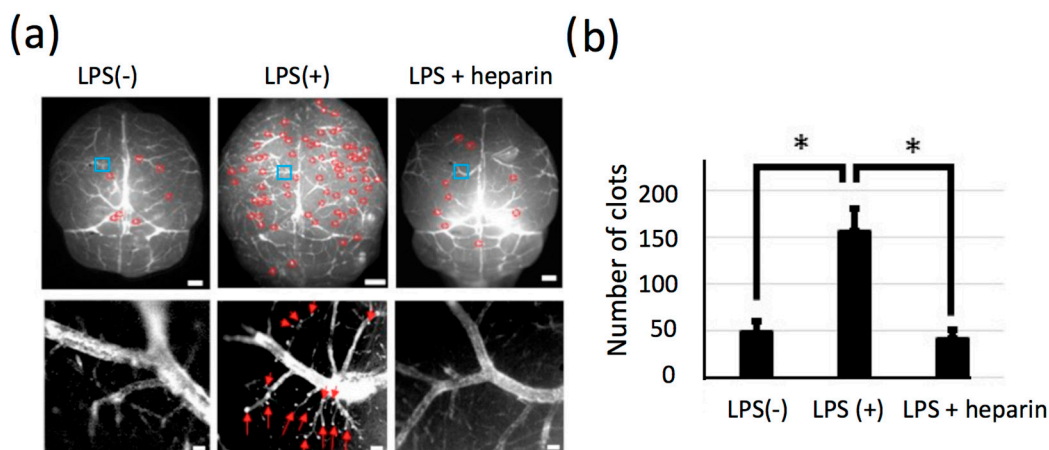 (a)
LPS(-)
LPS(+)
LPS + heparin
(b)
*
*
Number of clots
200
150
100
50
0
LPS(-)
LPS (+)
LPS + heparin